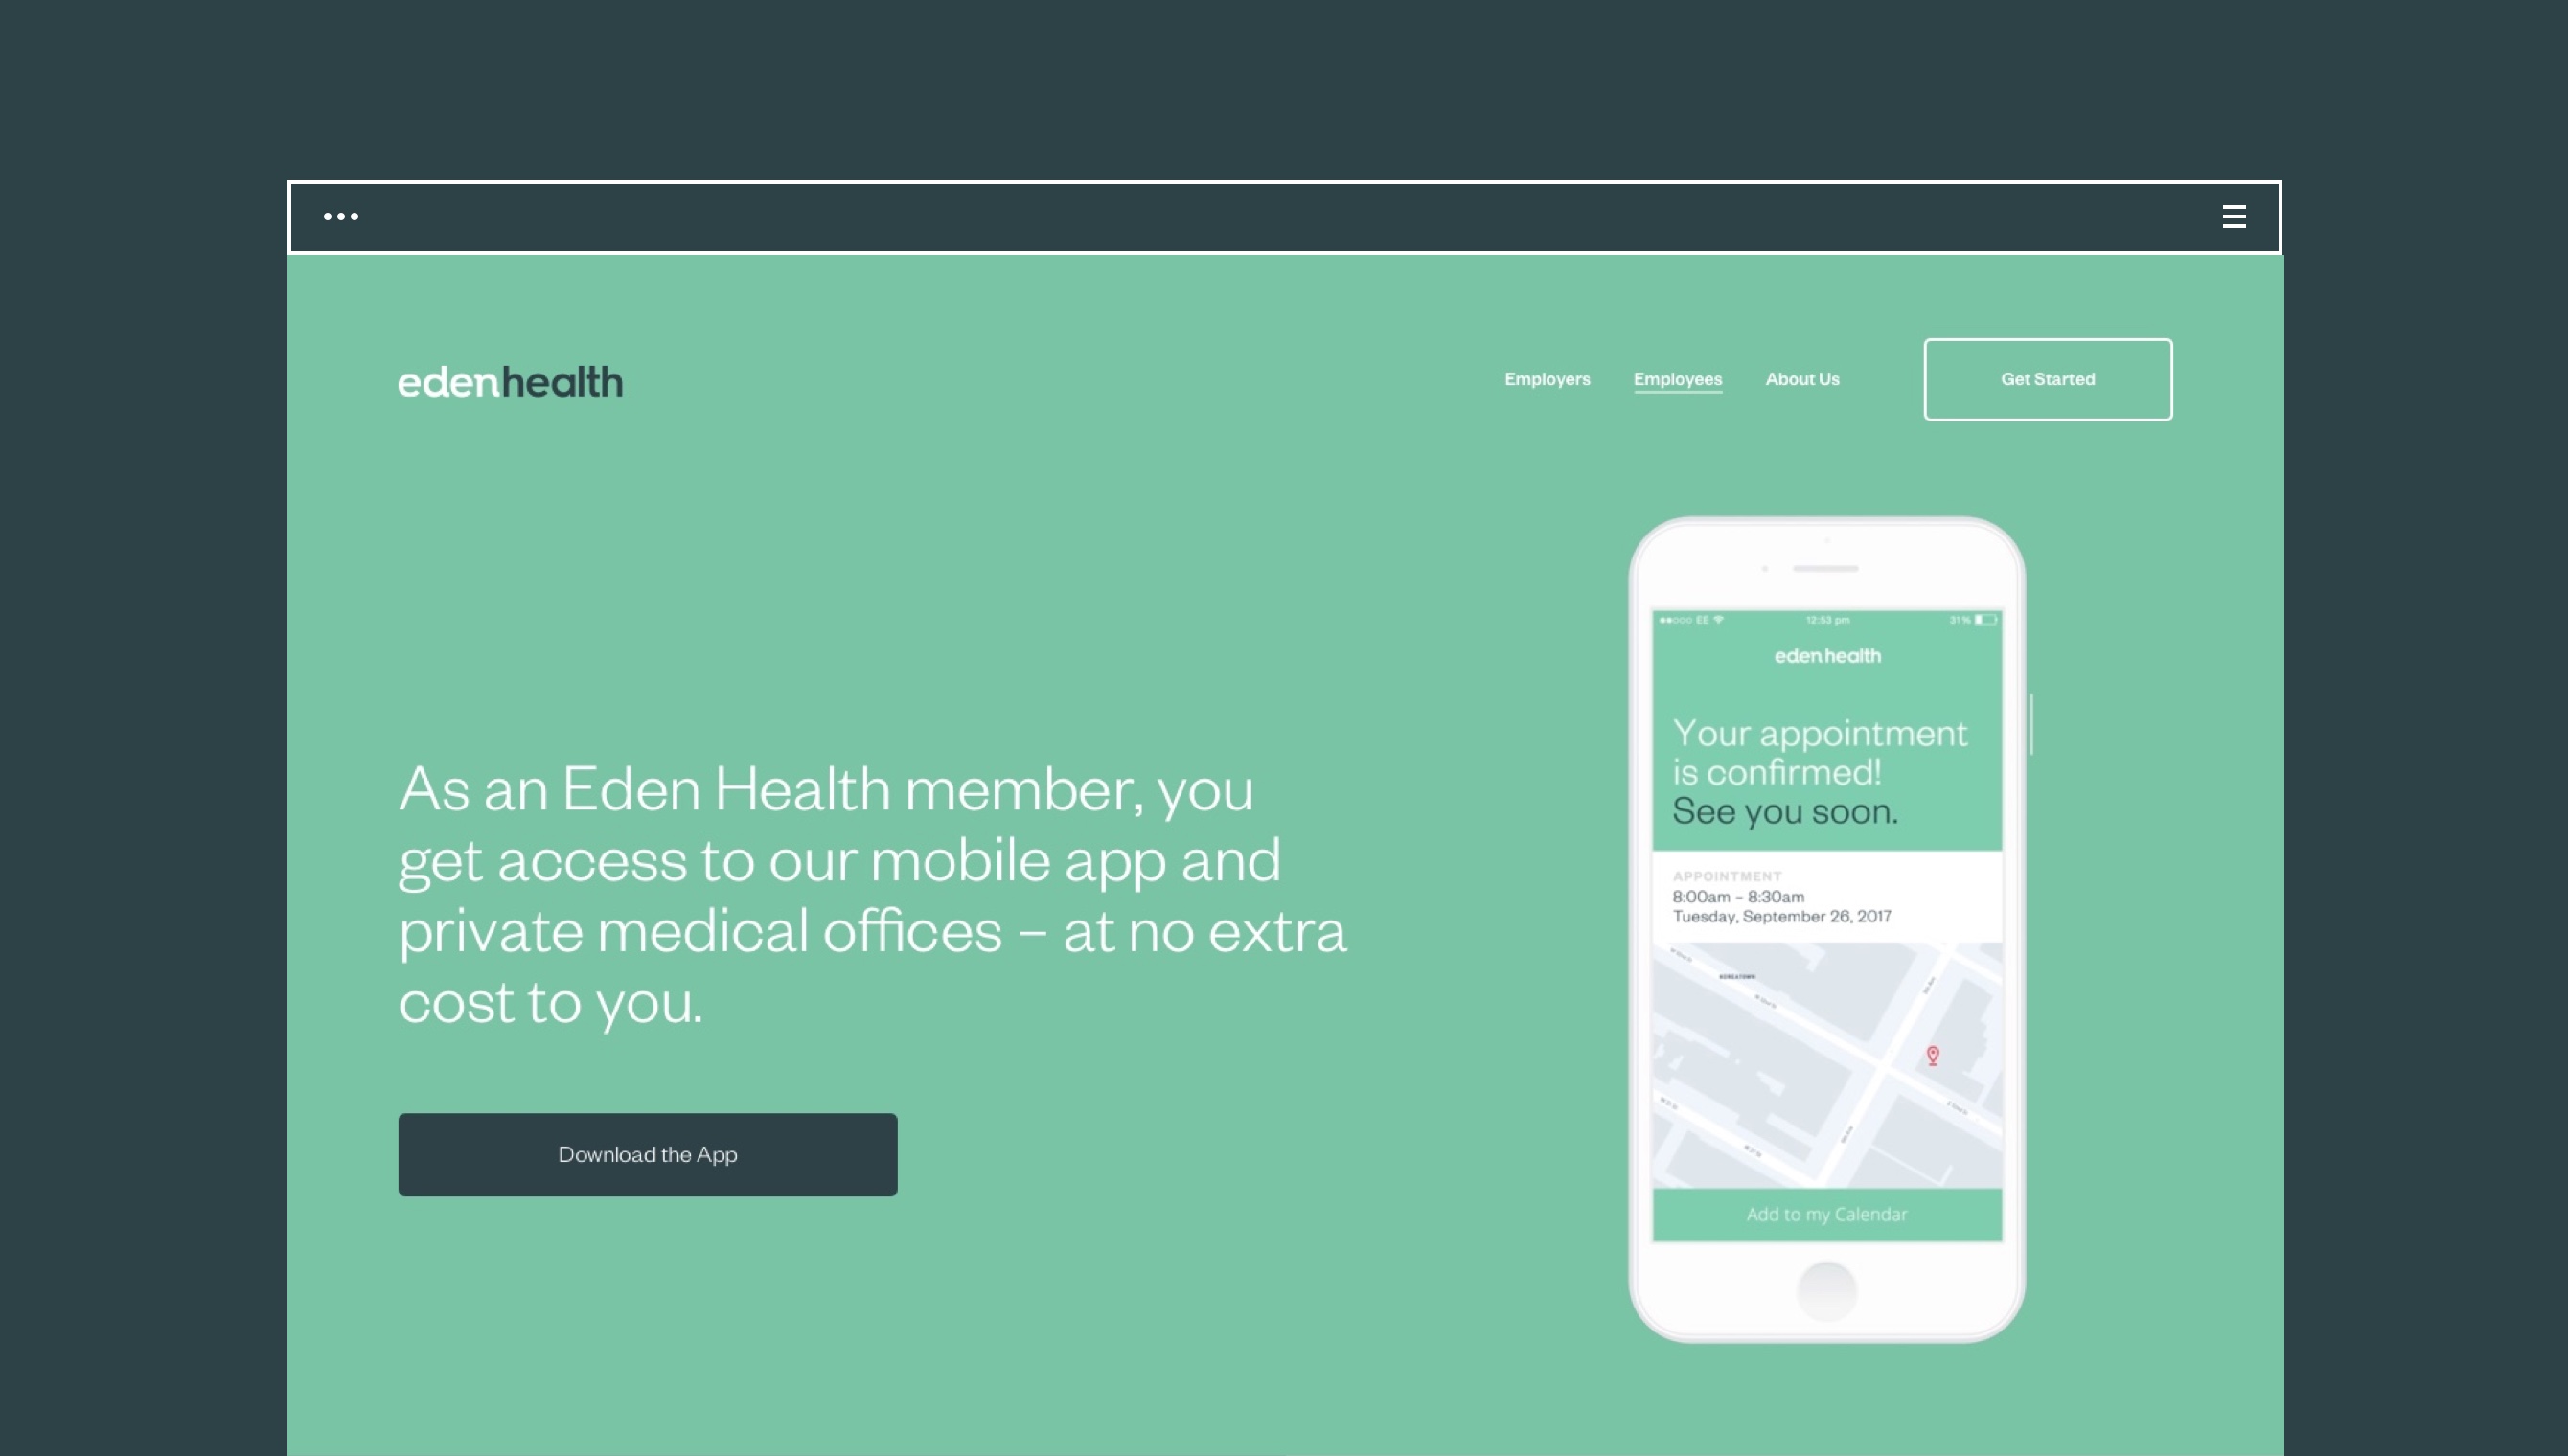 edenhealth
Employers
Employees
About Us
Get Started
As an Eden Health member, you
get access to our mobile app and
private medical offices – at no extra
cost to you.
Download the App
EE
12:53 pm
31%
edenhealth
Your appointment
is confirmed!
See you soon.
APPOINTMENT
8:00am – 8:30am
Tuesday, September 26, 2017
KOREATOWN
Add to my Calendar